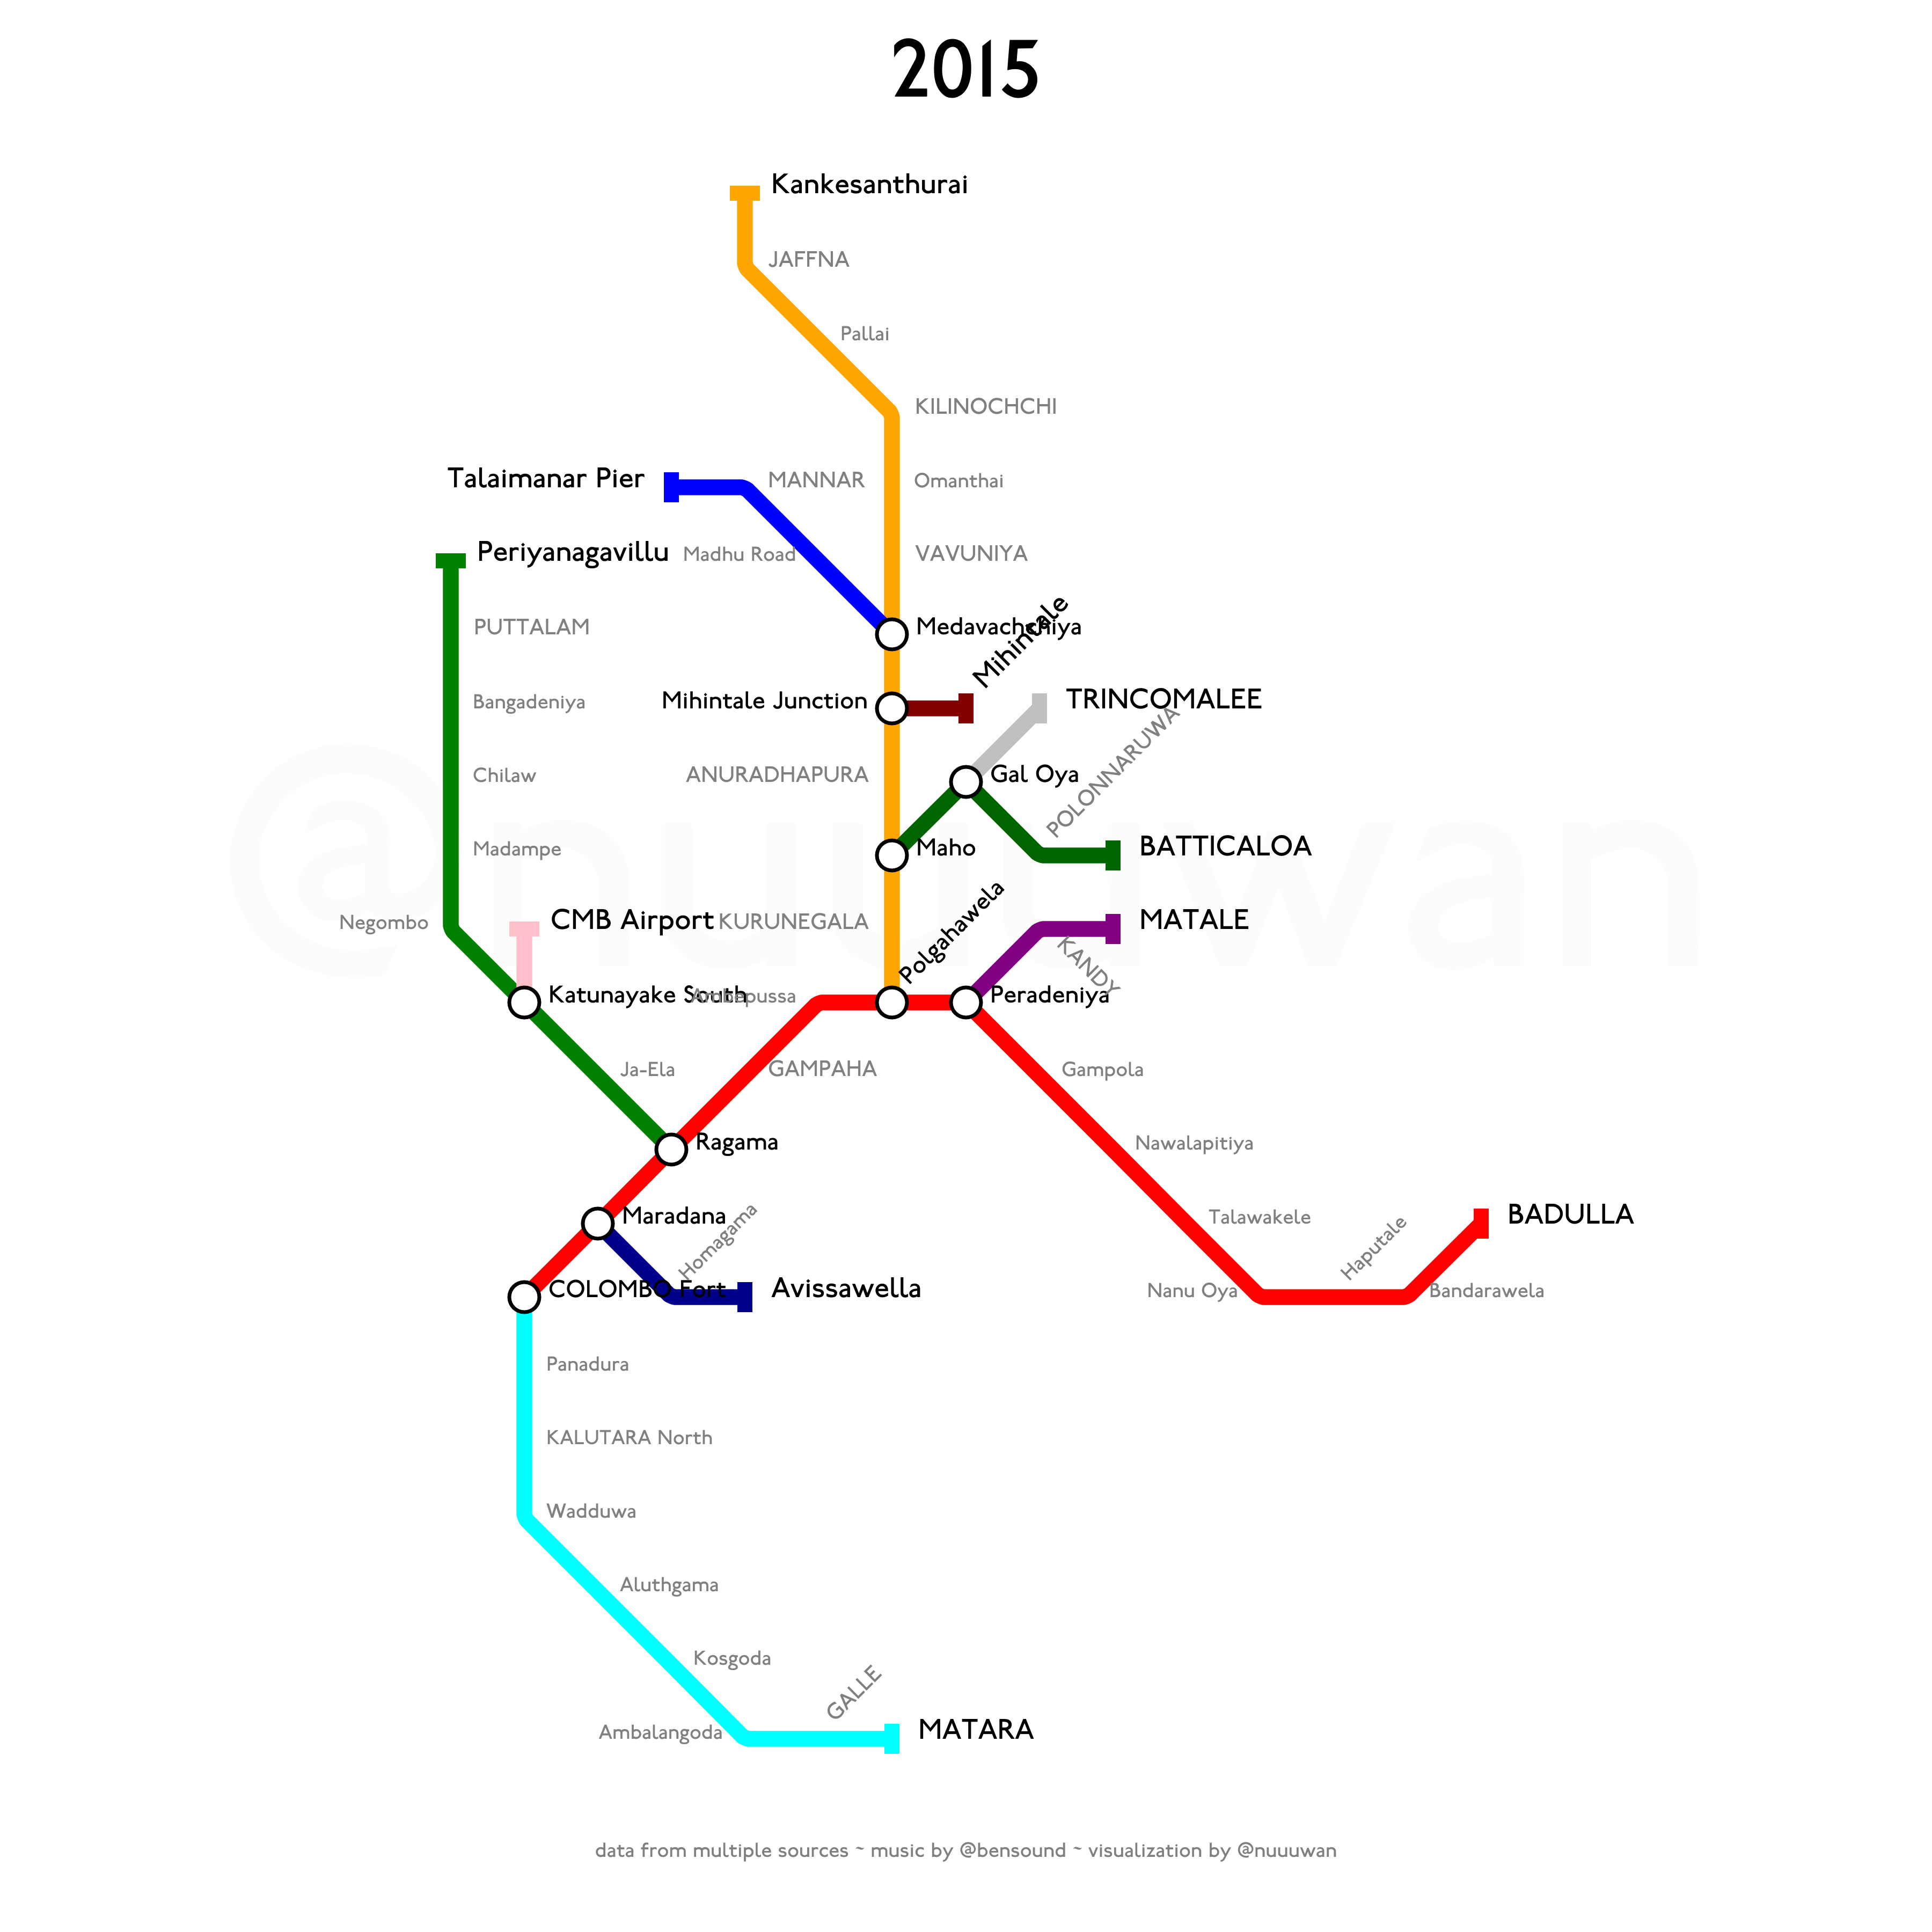 2015
Kankesanthurai
JAFFNA
Pallai
KILINOCHCHI
Talaimanar Pier
MANNAR
Omanthai
Periyanagavillu
Madhu Road
VAVUNIYA
PUTTALAM
Medavachchiya
Mihintale
Bangadeniya
Mihintale Junction
TRINCOMALEE
Chilaw
ANURADHAPURA
Gal Oya
POLONNARUWA
Madampe
Maho
BATTICALOA
@nuuuwan
Negombo
CMB Airport
KURUNEGALA
Polgahawela
MATALE
KANDY
Katunayake South
Ambepussa
Peradeniya
Ja-Ela
GAMPAHA
Gampola
Ragama
Nawalapitiya
Maradana
Homagama
Talawakele
Haputale
BADULLA
COLOMBO Fort
Avissawella
Nanu Oya
Bandarawela
Panadura
KALUTARA North
Wadduwa
Aluthgama
Kosgoda
GALLE
Ambalangoda
MATARA
data from multiple sources ~ music by @bensound ~ visualization by @nuuuwan